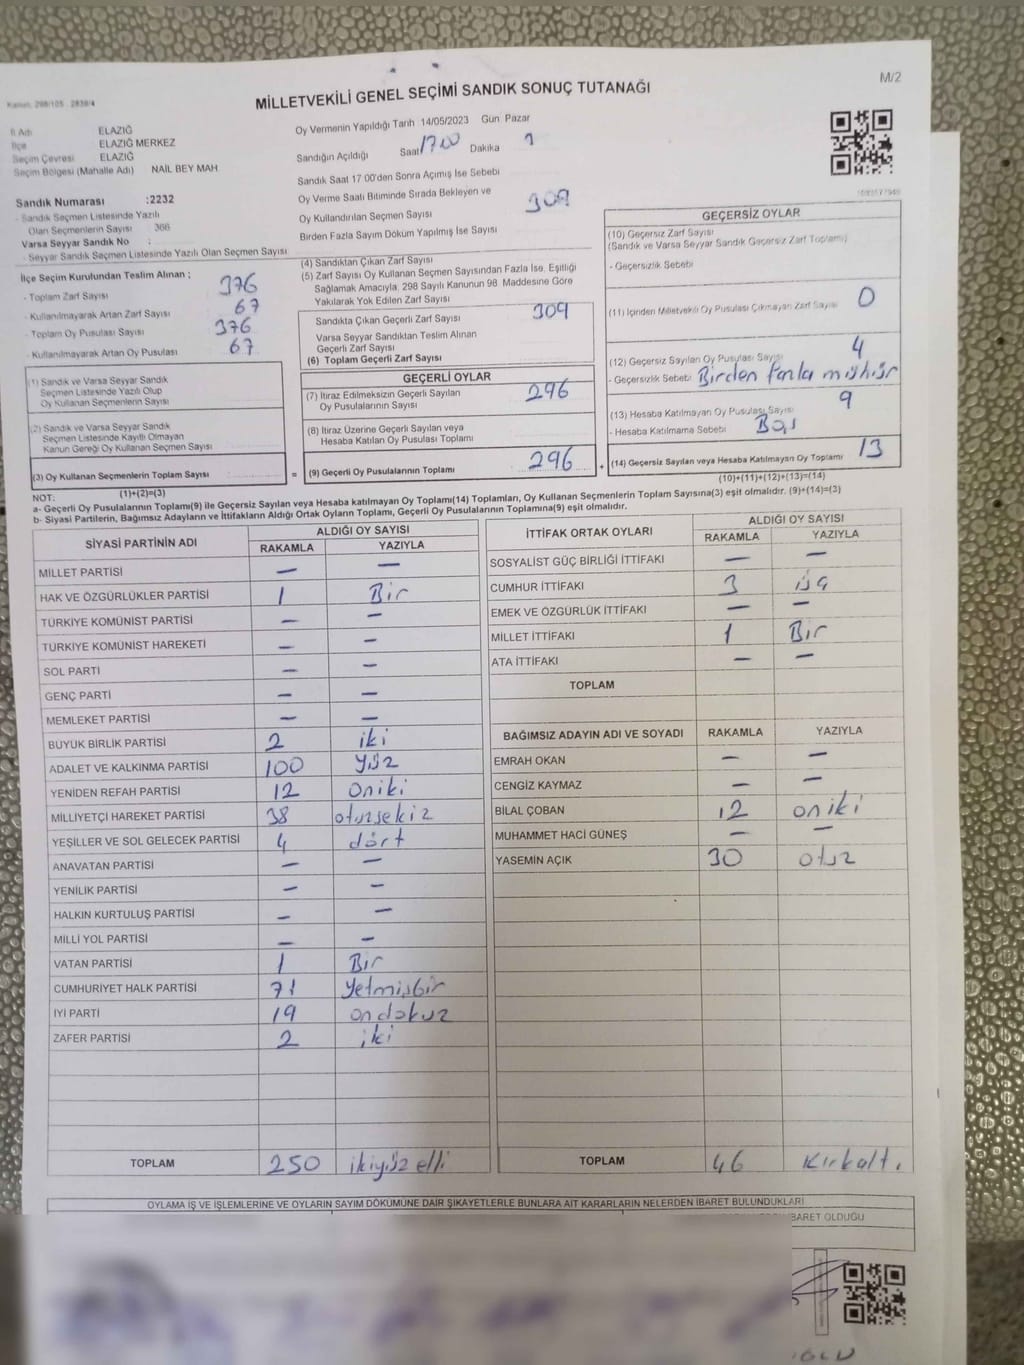 M/2
Kanun: 298/105 , 2839/4
MİLLETVEKİLİ GENEL SEÇİMİ SANDIK SONUÇ TUTANAĞI
İl Adı ELAZIĞ
İlçe ELAZIĞ MERKEZ
Seçim Çevresi ELAZIĞ
Seçim Bölgesi (Mahalle Adı) NAİL BEY MAH
Sandık Numarası :2232
- Sandık Seçmen Listesinde Yazılı
Olan Seçmenlerin Sayısı 366
Varsa Seyyar Sandık No :
- Seyyar Sandık Seçmen Listesinde Yazılı Olan Seçmen Sayısı
Oy Vermenin Yapıldığı Tarih 14/05/2023 Gün Pazar
Sandığın Açıldığı Saat 17 00 Dakika
Sandık Saat 17 00'den Sonra Açımış İse Sebebi
Oy Verme Saati Bitiminde Sırada Bekleyen ve
Oy Kullandırılan Seçmen Sayısı 309
Birden Fazla Sayım Döküm Yapılmış İse Sayısı
İlçe Seçim Kurulundan Teslim Alınan ;
- Toplam Zarf Sayısı 376
- Kullanılmayarak Artan Zarf Sayısı 67
- Toplam Oy Pusulası Sayısı 376
- Kullanılmayarak Artan Oy Pusulası 67
(1) Sandık ve Varsa Seyyar Sandık
Seçmen Listesinde Yazılı Olup
Oy Kullanan Seçmenlerin Sayısı
(2) Sandık ve Varsa Seyyar Sandık
Seçmen Listesinde Kayıtlı Olmayan
Kanun Gereği Oy Kullanan Seçmen Sayısı
(3) Oy Kullanan Seçmenlerin Toplam Sayısı
(1)+(2)=(3)
(4) Sandıktan Çıkan Zarf Sayısı
(5) Zarf Sayısı Oy Kullanan Seçmen Sayısından Fazla İse, Eşitliği
Sağlamak Amacıyla, 298 Sayılı Kanunun 98. Maddesine Göre
Yakılarak Yok Edilen Zarf Sayısı
Sandıkta Çıkan Geçerli Zarf Sayısı 309
Varsa Seyyar Sandıktan Teslim Alınan
Geçerli Zarf Sayısı
(6) Toplam Geçerli Zarf Sayısı
GEÇERLİ OYLAR
(7) İtiraz Edilmeksizin Geçerli Sayılan
Oy Pusulalarının Sayısı 296
(8) İtiraz Üzerine Geçerli Sayılan veya
Hesaba Katılan Oy Pusulası Toplamı
= (9) Geçerli Oy Pusulalarının Toplamı 296 +
GEÇERSİZ OYLAR
(10) Geçersiz Zarf Sayısı
(Sandık ve Varsa Seyyar Sandık Geçersiz Zarf Toplamı)
- Geçersizlik Sebebi
(11) İçinden Milletvekili Oy Pusulası Çıkmayan Zarf Sayısı 0
(12) Geçersiz Sayılan Oy Pusulası Sayısı 4
- Geçersizlik Sebebi Birden fazla mühür
(13) Hesaba Katılmayan Oy Pusulası Sayısı 9
- Hesaba Katılmama Sebebi Boş
(14) Geçersiz Sayılan veya Hesaba Katılmayan Oy Toplamı 13
(10)+(11)+(12)+(13)=(14)
NOT:
a- Geçerli Oy Pusulalarının Toplamı(9) ile Geçersiz Sayılan veya Hesaba katılmayan Oy Toplamı(14) Toplamları, Oy Kullanan Seçmenlerin Toplam Sayısına(3) eşit olmalıdır. (9)+(14)=(3)
b- Siyasi Partilerin, Bağımsız Adayların ve İttifakların Aldığı Ortak Oyların Toplamı, Geçerli Oy Pusulalarının Toplamına(9) eşit olmalıdır.
SİYASİ PARTİNİN ADI ALDIĞI OY SAYISI
RAKAMLA YAZIYLA
MİLLET PARTİSİ — —
HAK VE ÖZGÜRLÜKLER PARTİSİ 1 Bir
TÜRKİYE KOMÜNİST PARTİSİ — —
TÜRKİYE KOMÜNİST HAREKETİ — —
SOL PARTİ — —
GENÇ PARTİ — —
MEMLEKET PARTİSİ — —
BÜYÜK BİRLİK PARTİSİ 2 iki
ADALET VE KALKINMA PARTİSİ 100 yüz
YENİDEN REFAH PARTİSİ 12 oniki
MİLLİYETÇİ HAREKET PARTİSİ 38 otuzsekiz
YEŞİLLER VE SOL GELECEK PARTİSİ 4 dört
ANAVATAN PARTİSİ — —
YENİLİK PARTİSİ — —
HALKIN KURTULUŞ PARTİSİ — —
MİLLİ YOL PARTİSİ — —
VATAN PARTİSİ 1 Bir
CUMHURİYET HALK PARTİSİ 71 yetmişbir
İYİ PARTİ 19 ondokuz
ZAFER PARTİSİ 2 iki
TOPLAM 250 ikiyüz elli
İTTİFAK ORTAK OYLARI ALDIĞI OY SAYISI
RAKAMLA YAZIYLA
SOSYALİST GÜÇ BİRLİĞİ İTTİFAKI — —
CUMHUR İTTİFAKI 3 üç
EMEK VE ÖZGÜRLÜK İTTİFAKI — —
MİLLET İTTİFAKI 1 Bir
ATA İTTİFAKI — —
TOPLAM
BAĞIMSIZ ADAYIN ADI VE SOYADI RAKAMLA YAZIYLA
EMRAH OKAN — —
CENGİZ KAYMAZ — —
BİLAL ÇOBAN 12 oniki
MUHAMMET HACİ GÜNEŞ — —
YASEMİN AÇIK 30 otuz
TOPLAM 46 Kırkaltı
OYLAMA İŞ VE İŞLEMLERİNE VE OYLARIN SAYIM DÖKÜMÜNE DAİR ŞİKAYETLERLE BUNLARA AİT KARARLARIN NELERDEN İBARET BULUNDUKLARI
BARET OLDUĞU